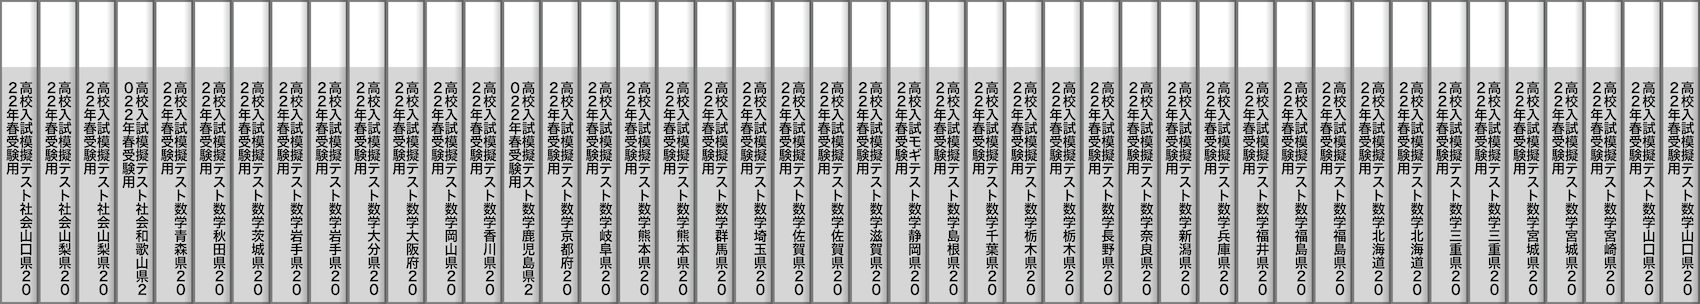 高校入試模擬テスト社会山口県２０
２２年春受験用
高校入試模擬テスト社会山梨県２０
２２年春受験用
高校入試模擬テスト社会山梨県２０
２２年春受験用
高校入試模擬テスト社会和歌山県２
０２２年春受験用
高校入試模擬テスト数学青森県２０
２２年春受験用
高校入試模擬テスト数学秋田県２０
２２年春受験用
高校入試模擬テスト数学茨城県２０
２２年春受験用
高校入試模擬テスト数学岩手県２０
２２年春受験用
高校入試模擬テスト数学岩手県２０
２２年春受験用
高校入試模擬テスト数学大分県２０
２２年春受験用
高校入試模擬テスト数学大阪府２０
２２年春受験用
高校入試模擬テスト数学岡山県２０
２２年春受験用
高校入試模擬テスト数学香川県２０
２２年春受験用
高校入試模擬テスト数学鹿児島県２
０２２年春受験用
高校入試模擬テスト数学京都府２０
２２年春受験用
高校入試模擬テスト数学岐阜県２０
２２年春受験用
高校入試模擬テスト数学熊本県２０
２２年春受験用
高校入試模擬テスト数学熊本県２０
２２年春受験用
高校入試模擬テスト数学群馬県２０
２２年春受験用
高校入試模擬テスト数学埼玉県２０
２２年春受験用
高校入試模擬テスト数学佐賀県２０
２２年春受験用
高校入試模擬テスト数学佐賀県２０
２２年春受験用
高校入試模擬テスト数学滋賀県２０
２２年春受験用
高校入試モギテスト数学静岡県２０
２２年春受験用
高校入試模擬テスト数学島根県２０
２２年春受験用
高校入試模擬テスト数学千葉県２０
２２年春受験用
高校入試模擬テスト数学栃木県２０
２２年春受験用
高校入試模擬テスト数学栃木県２０
２２年春受験用
高校入試模擬テスト数学長野県２０
２２年春受験用
高校入試模擬テスト数学奈良県２０
２２年春受験用
高校入試模擬テスト数学新潟県２０
２２年春受験用
高校入試模擬テスト数学兵庫県２０
２２年春受験用
高校入試模擬テスト数学福井県２０
２２年春受験用
高校入試模擬テスト数学福島県２０
２２年春受験用
高校入試模擬テスト数学福島県２０
２２年春受験用
高校入試模擬テスト数学北海道２０
２２年春受験用
高校入試模擬テスト数学北海道２０
２２年春受験用
高校入試模擬テスト数学三重県２０
２２年春受験用
高校入試模擬テスト数学三重県２０
２２年春受験用
高校入試模擬テスト数学宮城県２０
２２年春受験用
高校入試模擬テスト数学宮城県２０
２２年春受験用
高校入試模擬テスト数学宮崎県２０
２２年春受験用
高校入試模擬テスト数学山口県２０
２２年春受験用
高校入試模擬テスト数学山口県２０
２２年春受験用